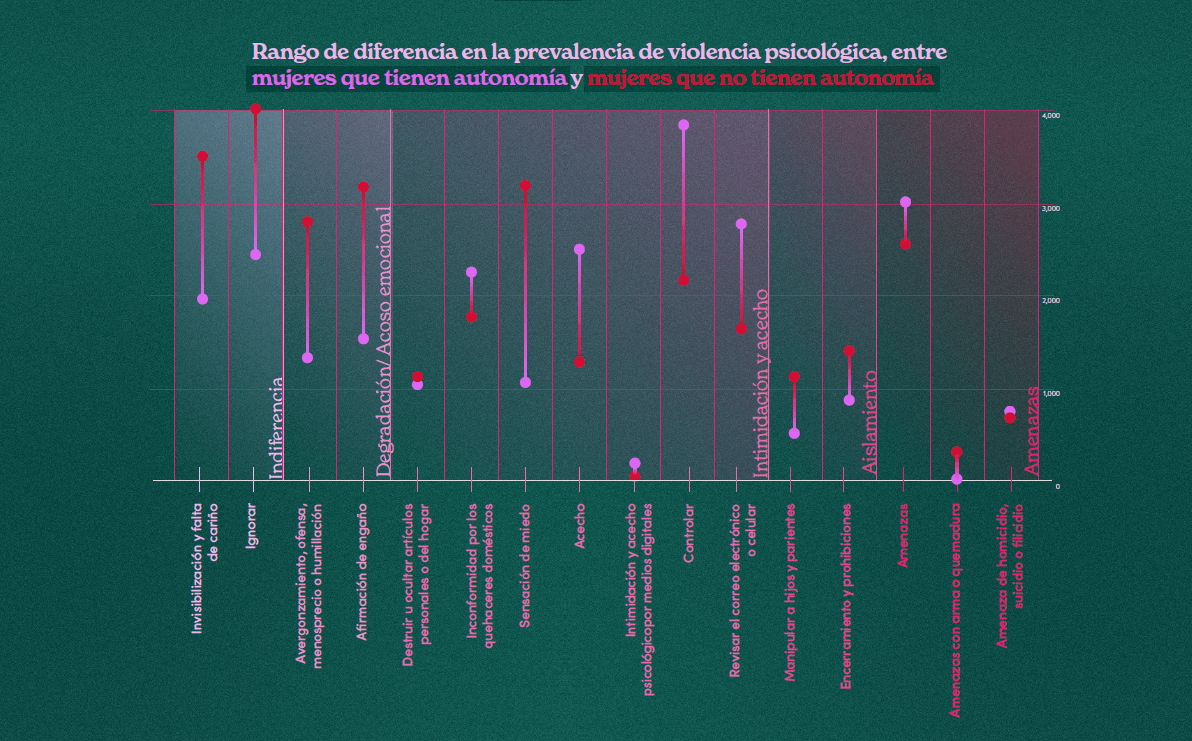 Rango de diferencia en la prevalencia de violencia psicológica, entre
mujeres que tienen autonomía y mujeres que no tienen autonomía
4,000
3,000
2,000
1,000
0
Indiferencia
Degradación/ Acoso emocional
Intimidación y acecho
Aislamiento
Amenazas
Invisibilización y falta
de cariño
Ignorar
Avergonzamiento, ofensa,
menosprecio o humillación
Afirmación de engaño
Destruir u ocultar artículos
personales o del hogar
Inconformidad por los
quehaceres domésticos
Sensación de miedo
Acecho
Intimidación y acecho
psicológicopor medios digitales
Controlar
Revisar el correo electrónico
o celular
Manipular a hijos y parientes
Encerramiento y prohibiciones
Amenazas
Amenazas con arma o quemadura
Amenaza de homicidio,
suicidio o filicidio